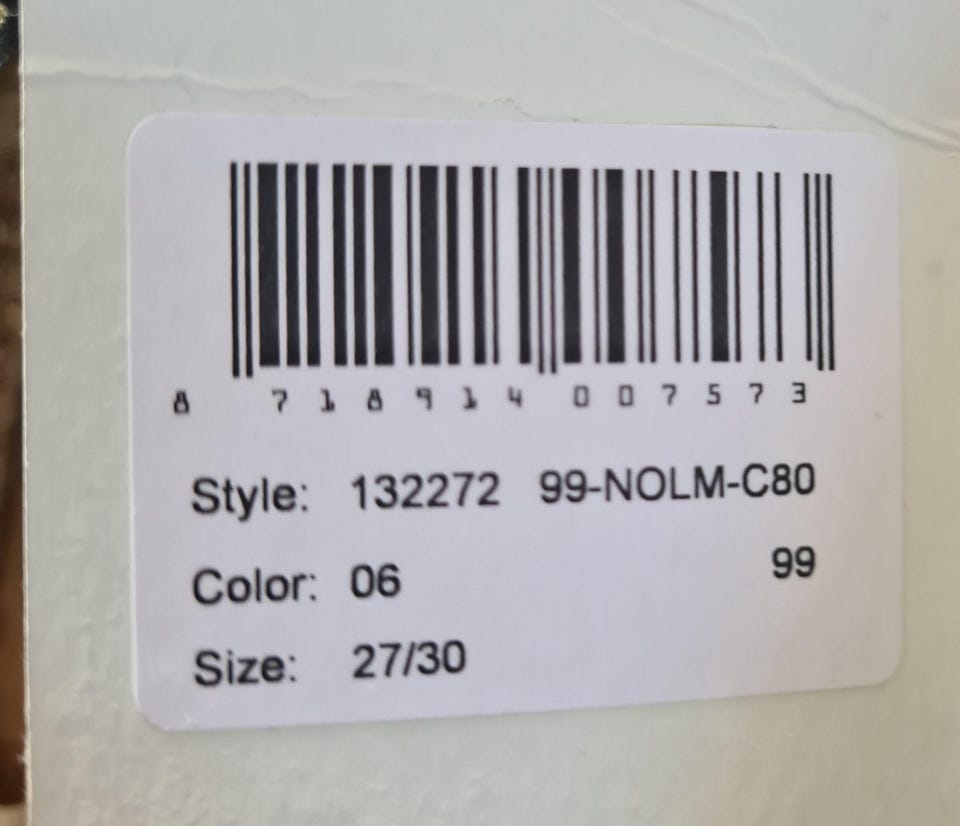 8 718914 007573
Style: 132272 99-NOLM-C80
Color: 06 99
Size: 27/30